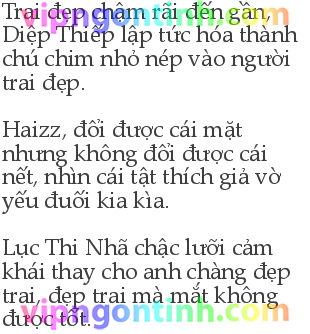 Trai đẹp chậm rãi đến gần,
vipngontinh.com
Diệp Thiếp lập tức hóa thành
chú chim nhỏ nép vào người
trai đẹp.
Haizz, đổi được cái mặt
nhưng không đổi được cái
nết, nhìn cái tật thích giả vờ
yếu đuối kia kìa.
Lục Thi Nhã chậc lưỡi cảm
khái thay cho anh chàng đẹp
trai, đẹp trai mà mắt không
vipngontinh.com
được tốt.